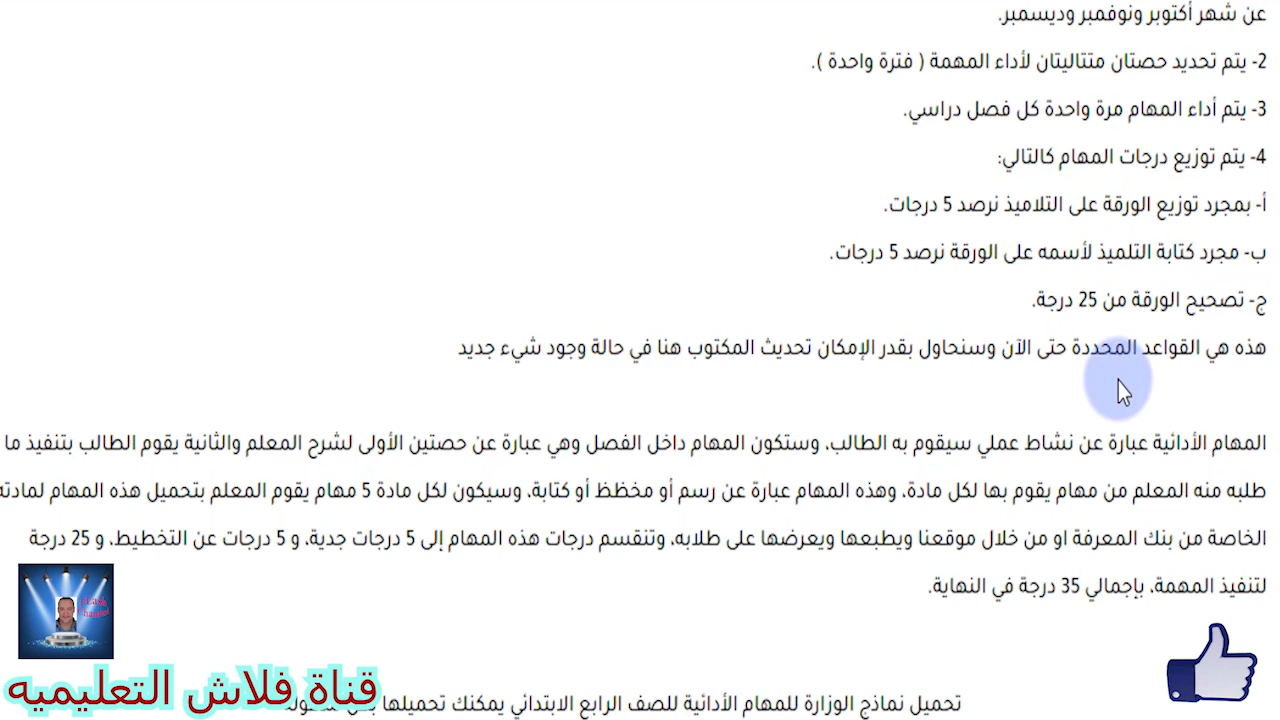 عن شهر أكتوبر ونوفمبر وديسمبر.
2- يتم تحديد حصتان متتاليتان لأداء المهمة ( فترة واحدة ).
3- يتم أداء المهام مرة واحدة كل فصل دراسي.
4- يتم توزيع درجات المهام كالتالي:
أ- بمجرد توزيع الورقة على التلاميذ نرصد 5 درجات.
ب- مجرد كتابة التلميذ لأسمه على الورقة نرصد 5 درجات.
ج- تصحيح الورقة من 25 درجة.
هذه هي القواعد المحددة حتى الآن وسنحاول بقدر الإمكان تحديث المكتوب هنا في حالة وجود شيء جديد
المهام الأدائية عبارة عن نشاط عملي سيقوم به الطالب، وستكون المهام داخل الفصل وهي عبارة عن حصتين الأولى لشرح المعلم والثانية يقوم الطالب بتنفيذ ما
طلبه منه المعلم من مهام يقوم بها لكل مادة، وهذه المهام عبارة عن رسم أو مخظظ أو كتابة، وسيكون لكل مادة 5 مهام يقوم المعلم بتحميل هذه المهام لمادته
الخاصة من بنك المعرفة او من خلال موقعنا ويطبعها ويعرضها على طلابه، وتنقسم درجات هذه المهام إلى 5 درجات جدية، و 5 درجات عن التخطيط، و 25 درجة
لتنفيذ المهمة، بإجمالي 35 درجة في النهاية.
قناة فلاش التعليميه
تحميل نماذج الوزارة للمهام الأدائية للصف الرابع الابتدائي يمكنك تحميلها